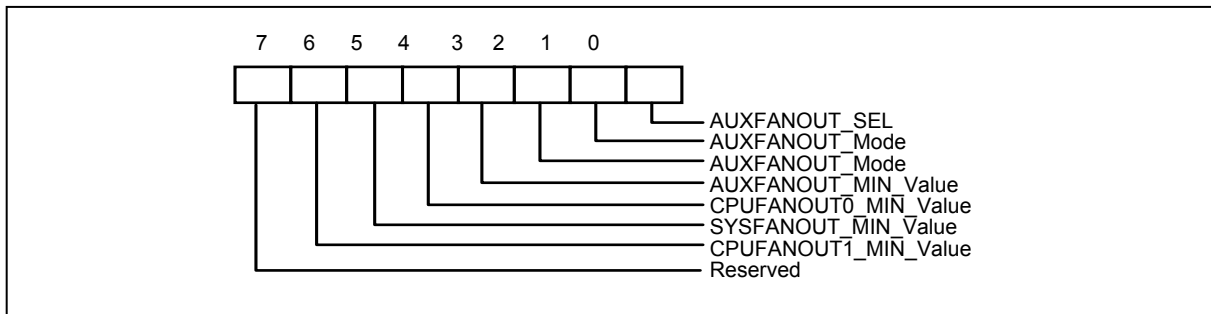 7 6 5 4 3 2 1 0
AUXFANOUT_SEL
AUXFANOUT_Mode
AUXFANOUT_Mode
AUXFANOUT_MIN_Value
CPUFANOUT0_MIN_Value
SYSFANOUT_MIN_Value
CPUFANOUT1_MIN_Value
Reserved